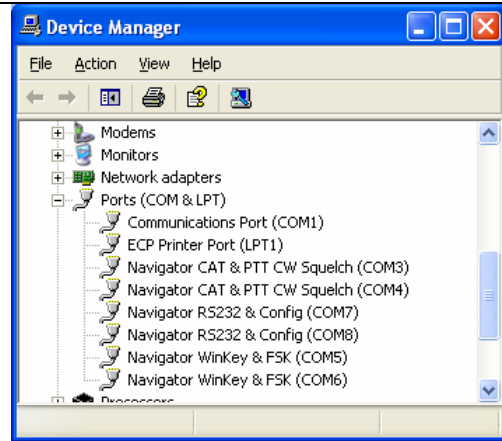 Device Manager
File Action View Help
Modems
Monitors
Network adapters
Ports (COM & LPT)
Communications Port (COM1)
ECP Printer Port (LPT1)
Navigator CAT & PTT CW Squelch (COM3)
Navigator CAT & PTT CW Squelch (COM4)
Navigator RS232 & Config (COM7)
Navigator RS232 & Config (COM8)
Navigator WinKey & FSK (COM5)
Navigator WinKey & FSK (COM6)
Processors